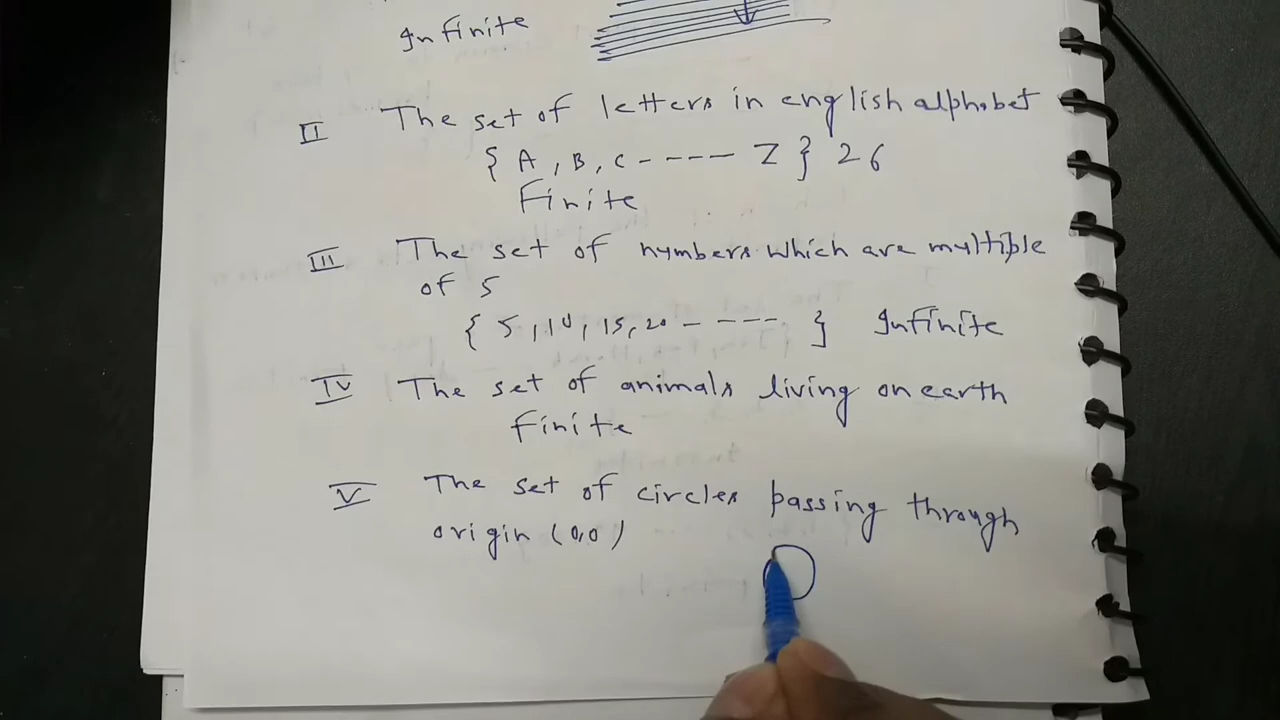 Infinite
II The set of letters in english alphabet
{ A, B, C - - - - - Z } 26
Finite
III The set of numbers which are multiple
of 5
{ 5, 10, 15, 20 - - - - - } Infinite
IV The set of animals living on earth
Finite
V The set of circles passing through
origin (0,0)